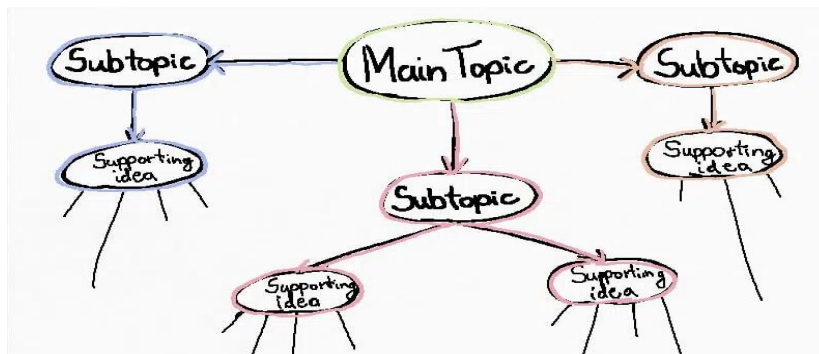 Subtopic
Main Topic
Subtopic
Supporting
idea
Supporting
idea
Subtopic
Supporting
idea
Supporting
idea